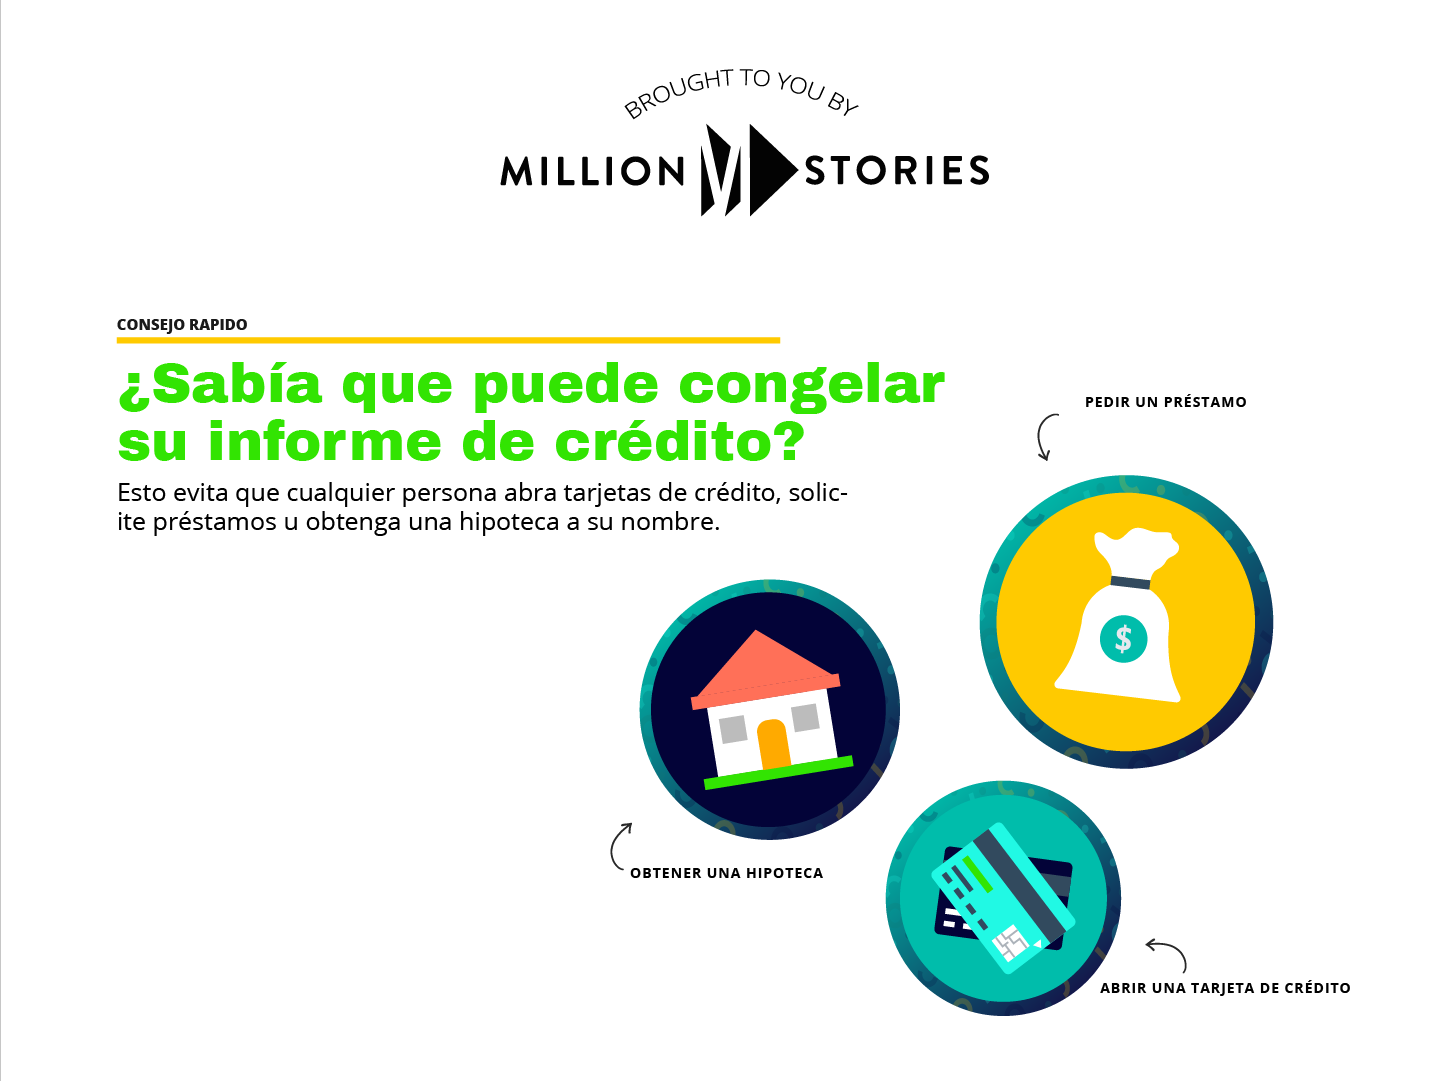 BROUGHT TO YOU BY
MILLION STORIES
CONSEJO RAPIDO
¿Sabía que puede congelar
su informe de crédito?
Esto evita que cualquier persona abra tarjetas de crédito, solic-
ite préstamos u obtenga una hipoteca a su nombre.
PEDIR UN PRÉSTAMO
$
OBTENER UNA HIPOTECA
ABRIR UNA TARJETA DE CRÉDITO